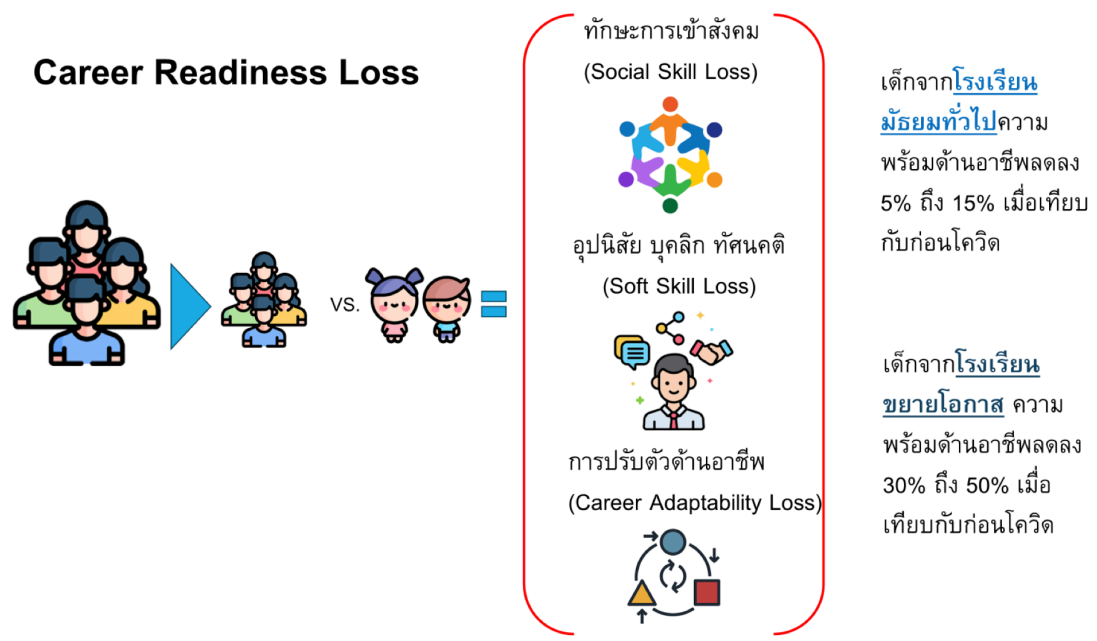 Career Readiness Loss
vs.
ทักษะการเข้าสังคม
(Social Skill Loss)
อุปนิสัย บุคลิก ทัศนคติ
(Soft Skill Loss)
การปรับตัวด้านอาชีพ
(Career Adaptability Loss)
เด็กจากโรงเรียน
มัธยมทั่วไปความ
พร้อมด้านอาชีพลดลง
5% ถึง 15% เมื่อเทียบ
กับก่อนโควิด
เด็กจากโรงเรียน
ขยายโอกาส ความ
พร้อมด้านอาชีพลดลง
30% ถึง 50% เมื่อ
เทียบกับก่อนโควิด